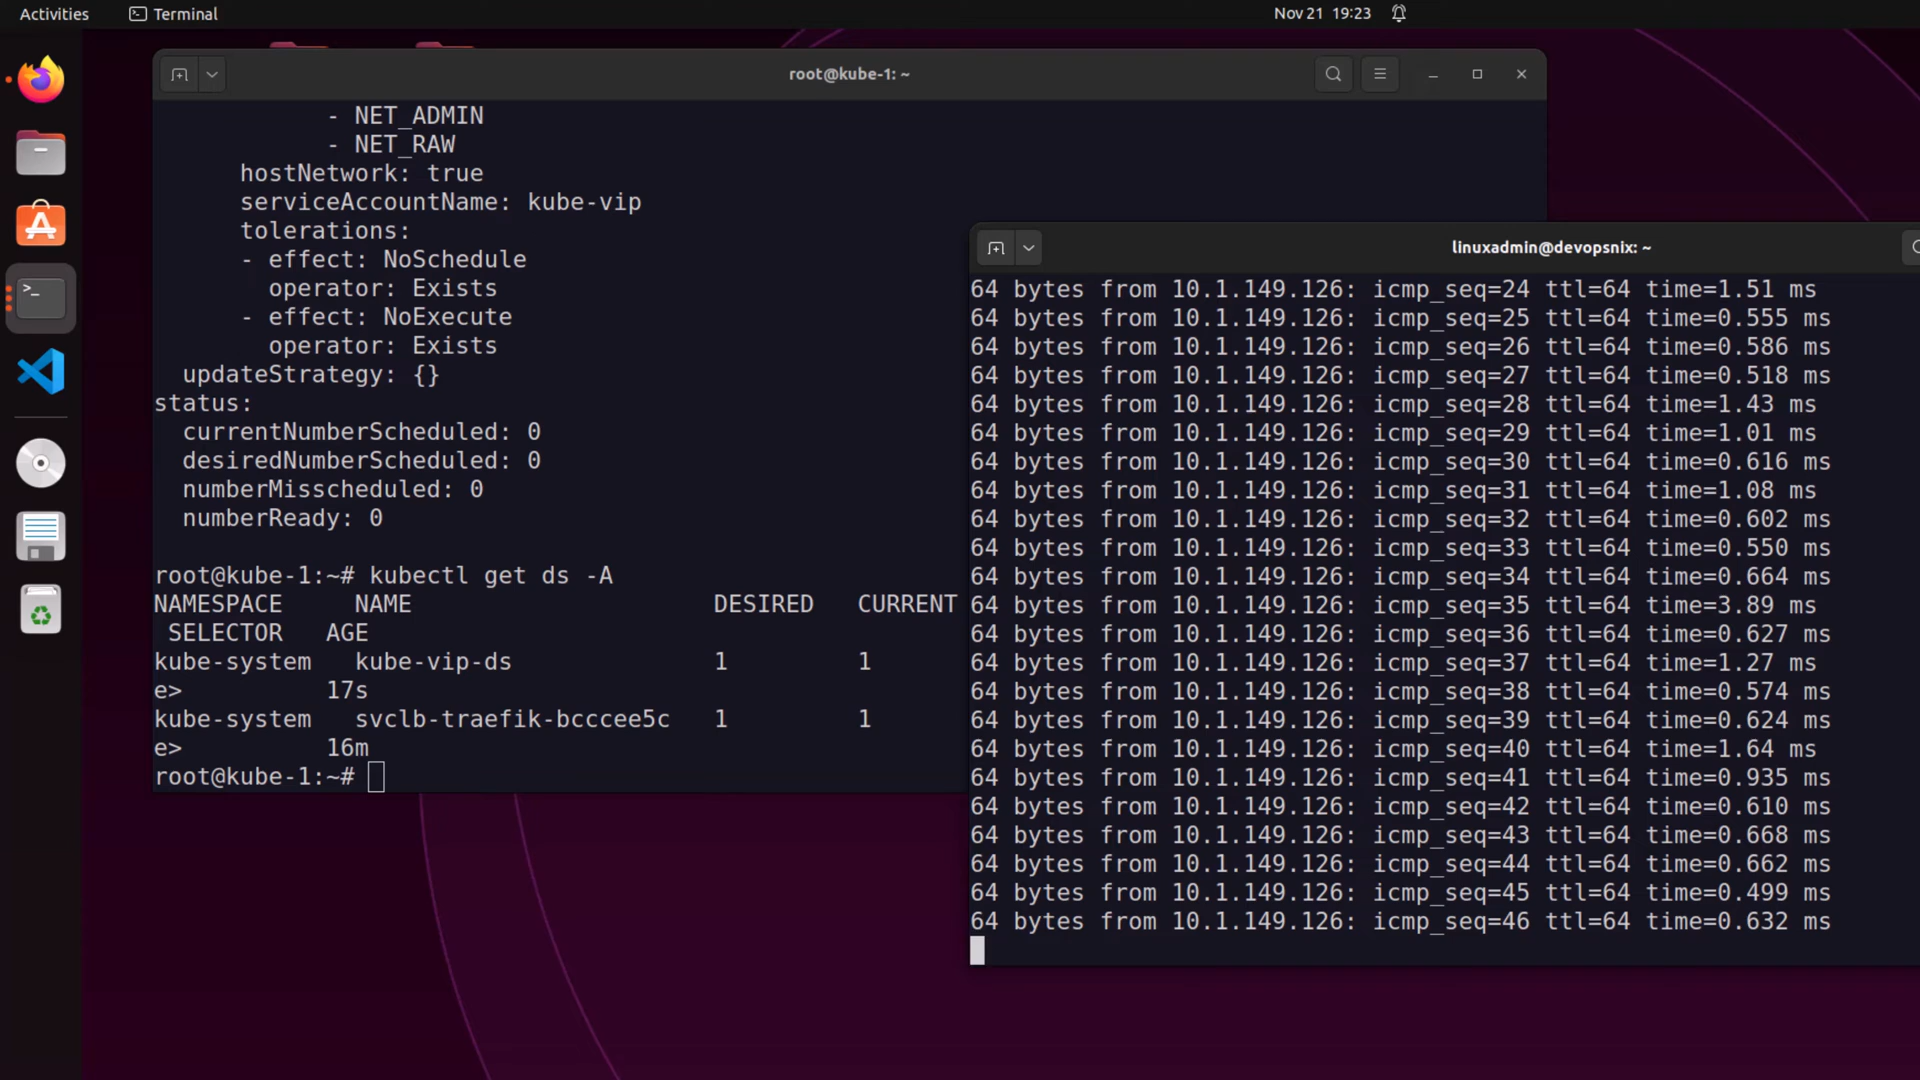 Activities
Terminal
Nov 21 19:23
root@kube-1: ~
- NET_ADMIN
- NET_RAW
hostNetwork: true
serviceAccountName: kube-vip
tolerations:
- effect: NoSchedule
operator: Exists
- effect: NoExecute
operator: Exists
updateStrategy: {}
status:
currentNumberScheduled: 0
desiredNumberScheduled: 0
numberMisscheduled: 0
numberReady: 0
root@kube-1:~# kubectl get ds -A
NAMESPACE NAME DESIRED CURRENT
SELECTOR AGE
kube-system kube-vip-ds 1 1
e> 17s
kube-system svclb-traefik-bcccee5c 1 1
e> 16m
root@kube-1:~#
linuxadmin@devopsnix: ~
64 bytes from 10.1.149.126: icmp_seq=24 ttl=64 time=1.51 ms
64 bytes from 10.1.149.126: icmp_seq=25 ttl=64 time=0.555 ms
64 bytes from 10.1.149.126: icmp_seq=26 ttl=64 time=0.586 ms
64 bytes from 10.1.149.126: icmp_seq=27 ttl=64 time=0.518 ms
64 bytes from 10.1.149.126: icmp_seq=28 ttl=64 time=1.43 ms
64 bytes from 10.1.149.126: icmp_seq=29 ttl=64 time=1.01 ms
64 bytes from 10.1.149.126: icmp_seq=30 ttl=64 time=0.616 ms
64 bytes from 10.1.149.126: icmp_seq=31 ttl=64 time=1.08 ms
64 bytes from 10.1.149.126: icmp_seq=32 ttl=64 time=0.602 ms
64 bytes from 10.1.149.126: icmp_seq=33 ttl=64 time=0.550 ms
64 bytes from 10.1.149.126: icmp_seq=34 ttl=64 time=0.664 ms
64 bytes from 10.1.149.126: icmp_seq=35 ttl=64 time=3.89 ms
64 bytes from 10.1.149.126: icmp_seq=36 ttl=64 time=0.627 ms
64 bytes from 10.1.149.126: icmp_seq=37 ttl=64 time=1.27 ms
64 bytes from 10.1.149.126: icmp_seq=38 ttl=64 time=0.574 ms
64 bytes from 10.1.149.126: icmp_seq=39 ttl=64 time=0.624 ms
64 bytes from 10.1.149.126: icmp_seq=40 ttl=64 time=1.64 ms
64 bytes from 10.1.149.126: icmp_seq=41 ttl=64 time=0.935 ms
64 bytes from 10.1.149.126: icmp_seq=42 ttl=64 time=0.610 ms
64 bytes from 10.1.149.126: icmp_seq=43 ttl=64 time=0.668 ms
64 bytes from 10.1.149.126: icmp_seq=44 ttl=64 time=0.662 ms
64 bytes from 10.1.149.126: icmp_seq=45 ttl=64 time=0.499 ms
64 bytes from 10.1.149.126: icmp_seq=46 ttl=64 time=0.632 ms